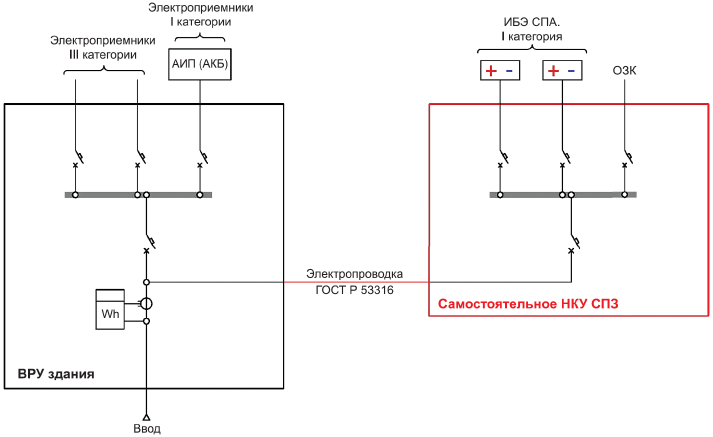 Электроприемники
I категории
Электроприемники
III категории
АИП (АКБ)
ИБЭ СПА.
I категория
+ -
+ -
ОЗК
Электропроводка
ГОСТ Р 53316
Wh
Самостоятельное НКУ СПЗ
ВРУ здания
Ввод